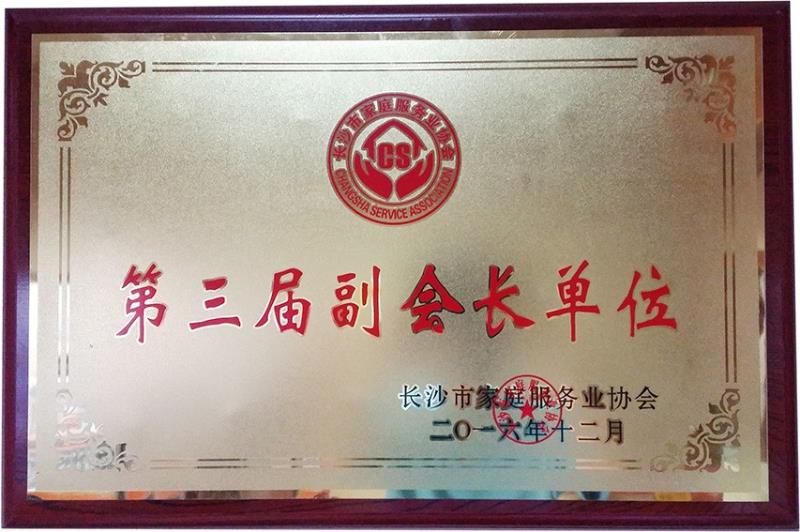 长沙市家庭服务业协会
CS
CHANGSHA SERVICE ASSOCIATION
第三届副会长单位
长沙市家庭服务业协会
二〇一六年十二月